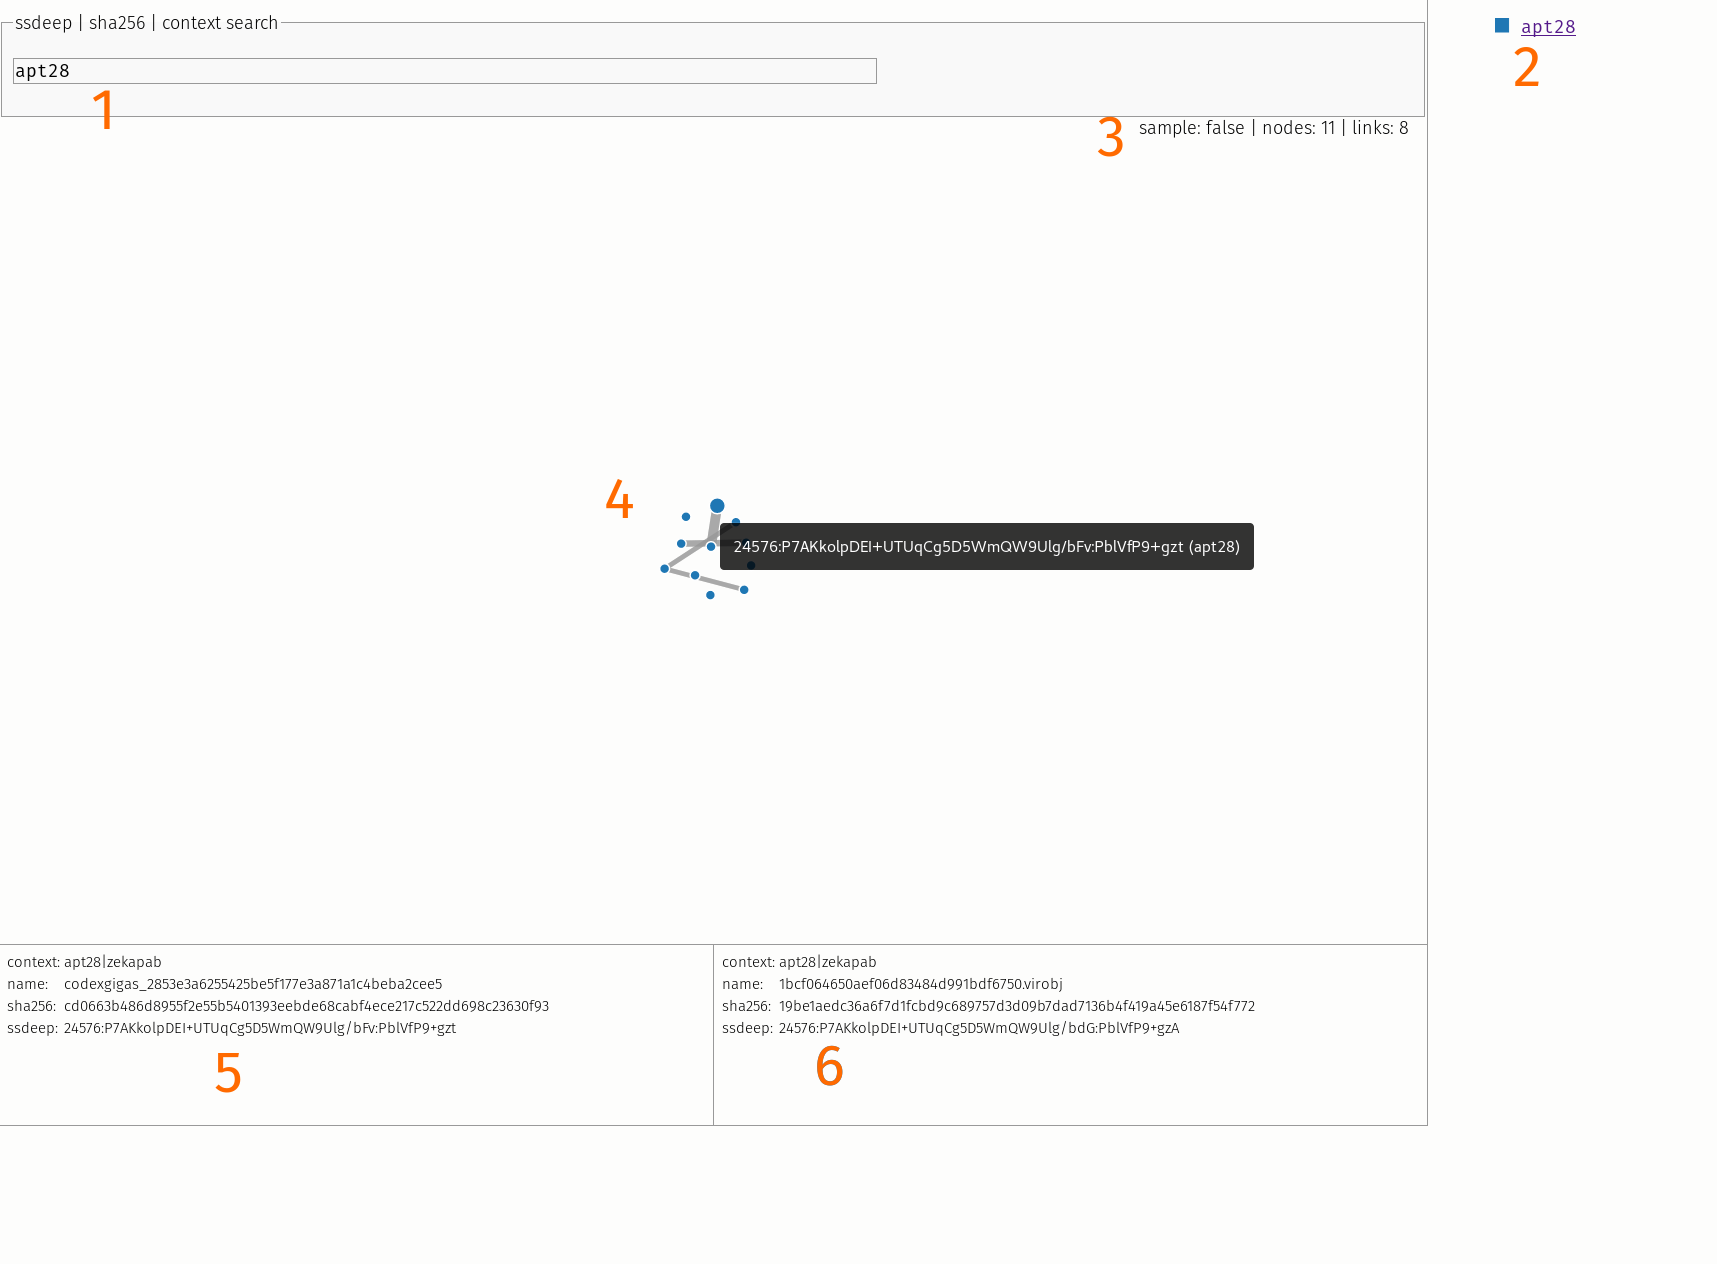 ssdeep | sha256 | context search
apt28
apt28
1
2
3
sample: false | nodes: 11 | links: 8
4
24576:P7AKkolpDEI+UTUqCg5D5WmQW9Ulg/bFv:PblVfP9+gzt (apt28)
context: apt28|zekapab
name: codexgigas_2853e3a6255425be5f177e3a871a1c4beba2cee5
sha256: cd0663b486d8955f2e55b5401393eebde68cabf4ece217c522dd698c23630f93
ssdeep: 24576:P7AKkolpDEI+UTUqCg5D5WmQW9Ulg/bFv:PblVfP9+gzt
5
context: apt28|zekapab
name: 1bcf064650aef06d83484d991bdf6750.virobj
sha256: 19be1aedc36a6f7d1fcbd9c689757d3d09b7dad7136b4f419a45e6187f54f772
ssdeep: 24576:P7AKkolpDEI+UTUqCg5D5WmQW9Ulg/bdG:PblVfP9+gzA
6